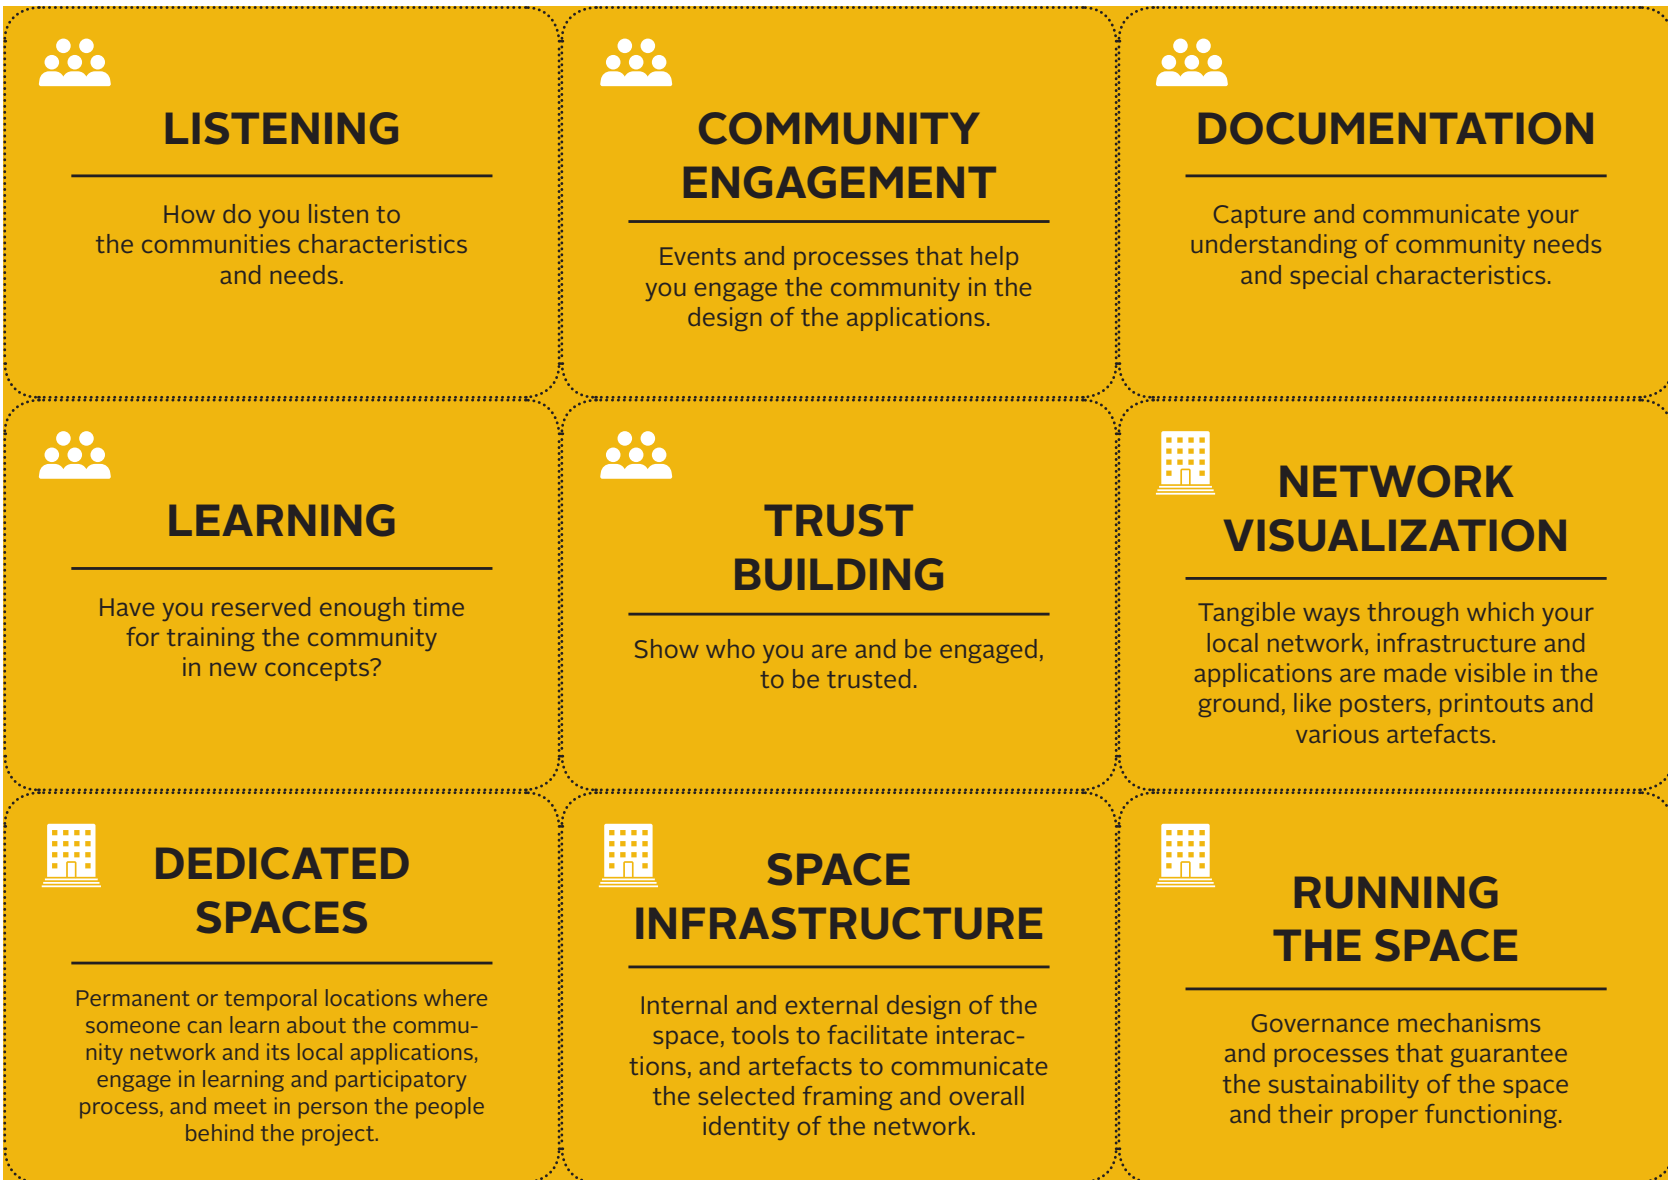 LISTENING
How do you listen to
the communities characteristics
and needs.
COMMUNITY
ENGAGEMENT
Events and processes that help
you engage the community in the
design of the applications.
DOCUMENTATION
Capture and communicate your
understanding of community needs
and special characteristics.
LEARNING
Have you reserved enough time
for training the community
in new concepts?
TRUST
BUILDING
Show who you are and be engaged,
to be trusted.
NETWORK
VISUALIZATION
Tangible ways through which your
local network, infrastructure and
applications are made visible in the
ground, like posters, printouts and
various artefacts.
DEDICATED
SPACES
Permanent or temporal locations where
someone can learn about the commu-
nity network and its local applications,
engage in learning and participatory
process, and meet in person the people
behind the project.
SPACE
INFRASTRUCTURE
Internal and external design of the
space, tools to facilitate interac-
tions, and artefacts to communicate
the selected framing and overall
identity of the network.
RUNNING
THE SPACE
Governance mechanisms
and processes that guarantee
the sustainability of the space
and their proper functioning.